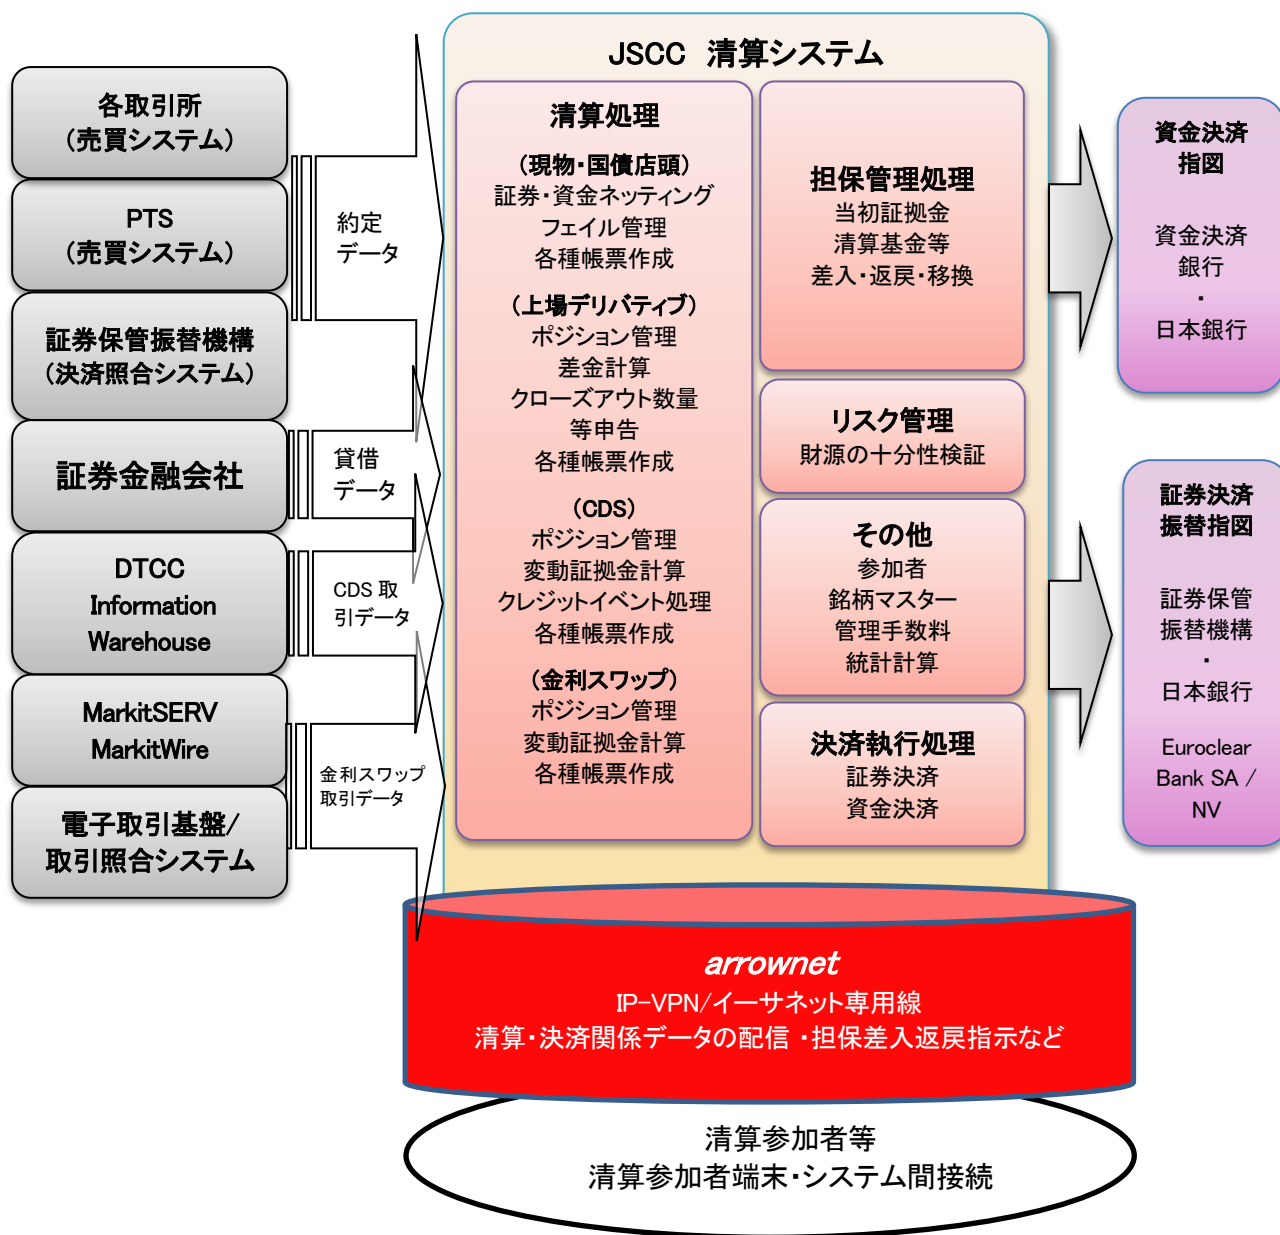 JSCC 清算システム
各取引所
(売買システム)
PTS
(売買システム)
証券保管振替機構
(決済照合システム)
証券金融会社
DTCC
Information
Warehouse
MarkitSERV
MarkitWire
電子取引基盤/
取引照合システム
約定
データ
貸借
データ
CDS 取
引データ
金利スワップ
取引データ
清算処理
(現物・国債店頭)
証券・資金ネッティング
フェイル管理
各種帳票作成
(上場デリバティブ)
ポジション管理
差金計算
クローズアウト数量
等申告
各種帳票作成
(CDS)
ポジション管理
変動証拠金計算
クレジットイベント処理
各種帳票作成
(金利スワップ)
ポジション管理
変動証拠金計算
各種帳票作成
担保管理処理
当初証拠金
清算基金等
差入・返戻・移換
リスク管理
財源の十分性検証
その他
参加者
銘柄マスター
管理手数料
統計計算
決済執行処理
証券決済
資金決済
資金決済
指図
資金決済
銀行
・
日本銀行
証券決済
振替指図
証券保管
振替機構
・
日本銀行
Euroclear
Bank SA /
NV
arrownet
IP-VPN/イーサネット専用線
清算・決済関係データの配信 ・担保差入返戻指示など
清算参加者等
清算参加者端末・システム間接続